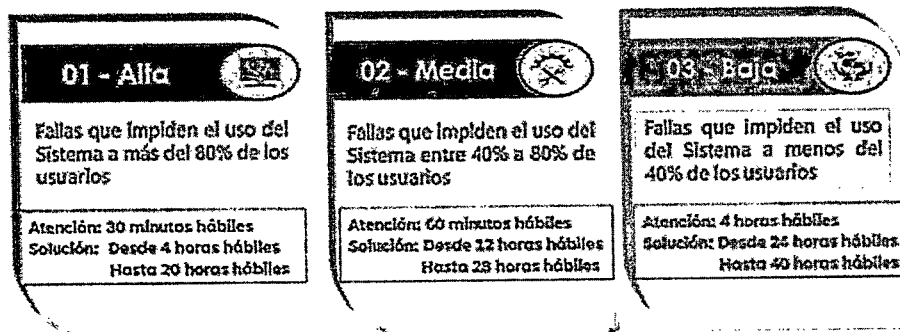 01 - Alta
Fallas que impiden el uso del
Sistema a más del 80% de los
usuarios
Atención: 30 minutos hábiles
Solución: Desde 4 horas hábiles
Hasta 20 horas hábiles
02 - Media
Fallas que impiden el uso del
Sistema entre 40% a 80% de
los usuarios
Atención: 60 minutos hábiles
Solución: Desde 12 horas hábiles
Hasta 28 horas hábiles
03 - Baja
Fallas que impiden el uso
del Sistema a menos del
40% de los usuarios
Atención: 4 horas hábiles
Solución: Desde 24 horas hábiles
Hasta 40 horas hábiles